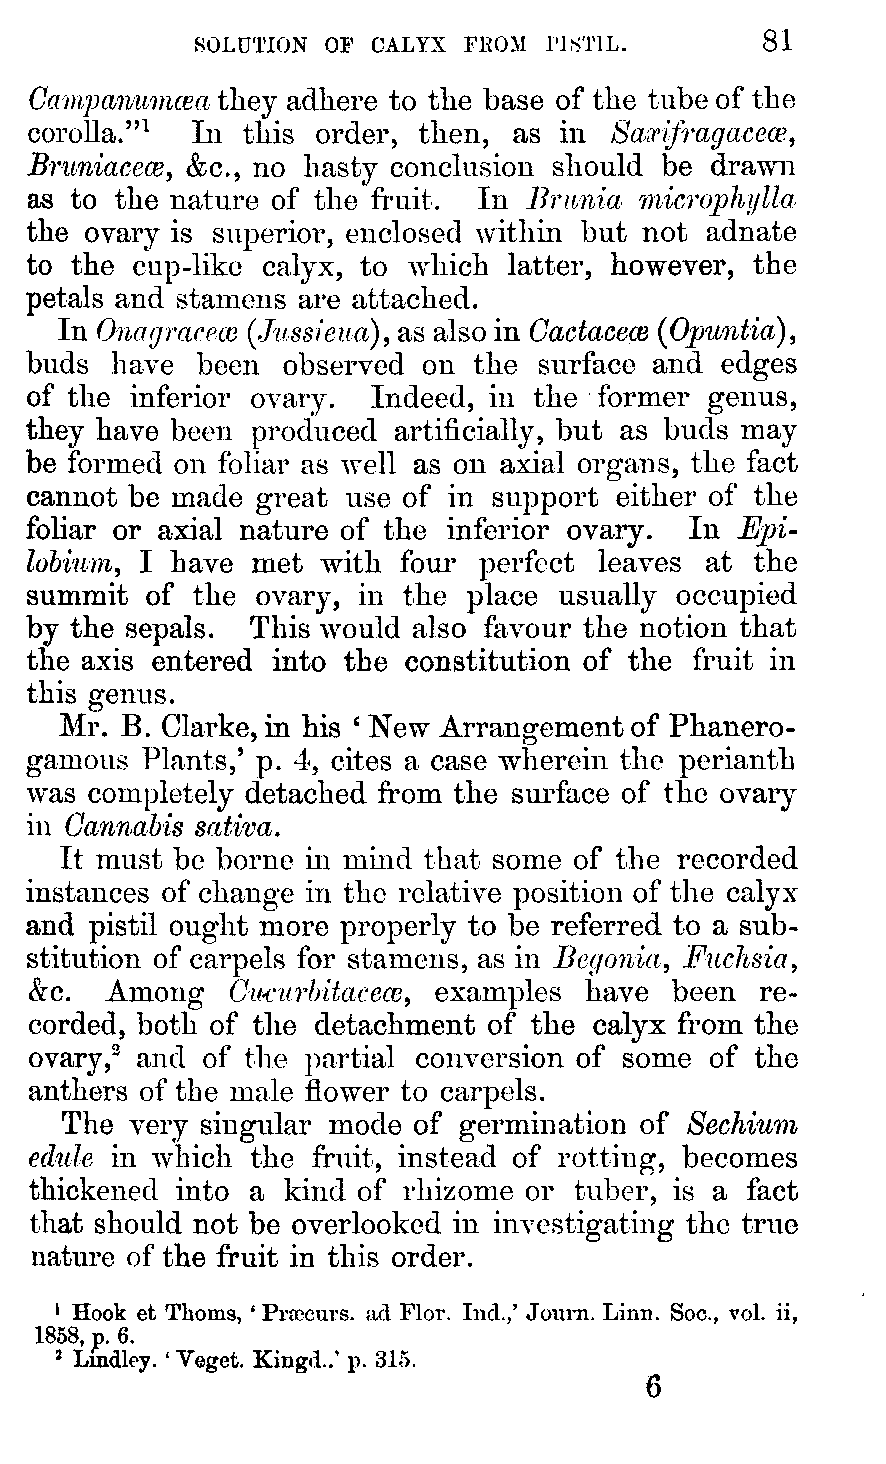 SOLUTION OF CALYX FROM PISTIL. 81
Campanumœa they adhere to the base of the tube of the
corolla."¹ In this order, then, as in Saxifragaceæ,
Bruniaceæ, &c., no hasty conclusion should be drawn
as to the nature of the fruit. In Brunia microphylla
the ovary is superior, enclosed within but not adnate
to the cup-like calyx, to which latter, however, the
petals and stamens are attached.
In Onagraceæ (Jussieua), as also in Cactaceæ (Opuntia),
buds have been observed on the surface and edges
of the inferior ovary. Indeed, in the former genus,
they have been produced artificially, but as buds may
be formed on foliar as well as on axial organs, the fact
cannot be made great use of in support either of the
foliar or axial nature of the inferior ovary. In Epi-
lobium, I have met with four perfect leaves at the
summit of the ovary, in the place usually occupied
by the sepals. This would also favour the notion that
the axis entered into the constitution of the fruit in
this genus.
Mr. B. Clarke, in his ‘New Arrangement of Phanero-
gamous Plants,’ p. 4, cites a case wherein the perianth
was completely detached from the surface of the ovary
in Cannabis sativa.
It must be borne in mind that some of the recorded
instances of change in the relative position of the calyx
and pistil ought more properly to be referred to a sub-
stitution of carpels for stamens, as in Begonia, Fuchsia,
&c. Among Cucurbitaceæ, examples have been re-
corded, both of the detachment of the calyx from the
ovary,² and of the partial conversion of some of the
anthers of the male flower to carpels.
The very singular mode of germination of Sechium
edule in which the fruit, instead of rotting, becomes
thickened into a kind of rhizome or tuber, is a fact
that should not be overlooked in investigating the true
nature of the fruit in this order.
¹ Hook et Thoms, ‘Præcurs. ad Flor. Ind.,’ Journ. Linn. Soc., vol. ii,
1858, p. 6.
² Lindley. ‘Veget. Kingd..’ p. 315.
6